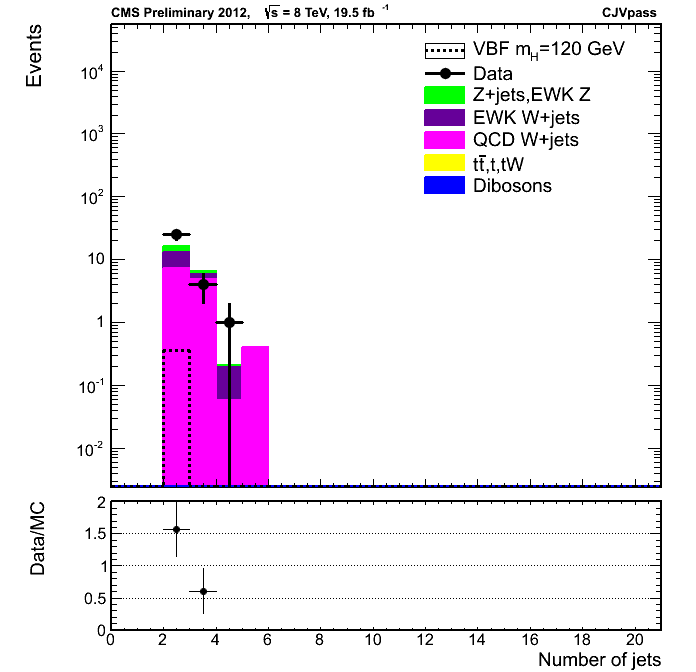 CMS Preliminary 2012, √s = 8 TeV, 19.5 fb⁻¹ CJVpass
Events
VBF m_H=120 GeV
Data
Z+jets,EWK Z
EWK W+jets
QCD W+jets
tt̄,t,tW
Dibosons
10⁴
10³
10²
10
1
10⁻¹
10⁻²
Data/MC
2
1.5
1
0.5
0
0 2 4 6 8 10 12 14 16 18 20
Number of jets